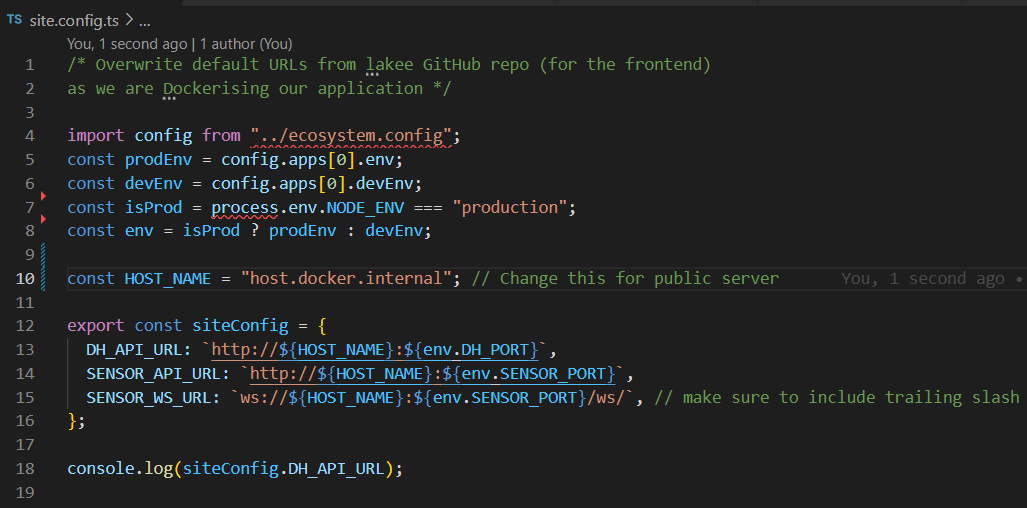 TS site.config.ts > ...
You, 1 second ago | 1 author (You)
1 /* Overwrite default URLs from lakee GitHub repo (for the frontend)
2 as we are Dockerising our application */
3
4 import config from "../ecosystem.config";
5 const prodEnv = config.apps[0].env;
6 const devEnv = config.apps[0].devEnv;
7 const isProd = process.env.NODE_ENV === "production";
8 const env = isProd ? prodEnv : devEnv;
9
10 const HOST_NAME = "host.docker.internal"; // Change this for public server You, 1 second ago •
11
12 export const siteConfig = {
13 DH_API_URL: `http://${HOST_NAME}:${env.DH_PORT}`,
14 SENSOR_API_URL: `http://${HOST_NAME}:${env.SENSOR_PORT}`,
15 SENSOR_WS_URL: `ws://${HOST_NAME}:${env.SENSOR_PORT}/ws/`, // make sure to include trailing slash
16 };
17
18 console.log(siteConfig.DH_API_URL);
19